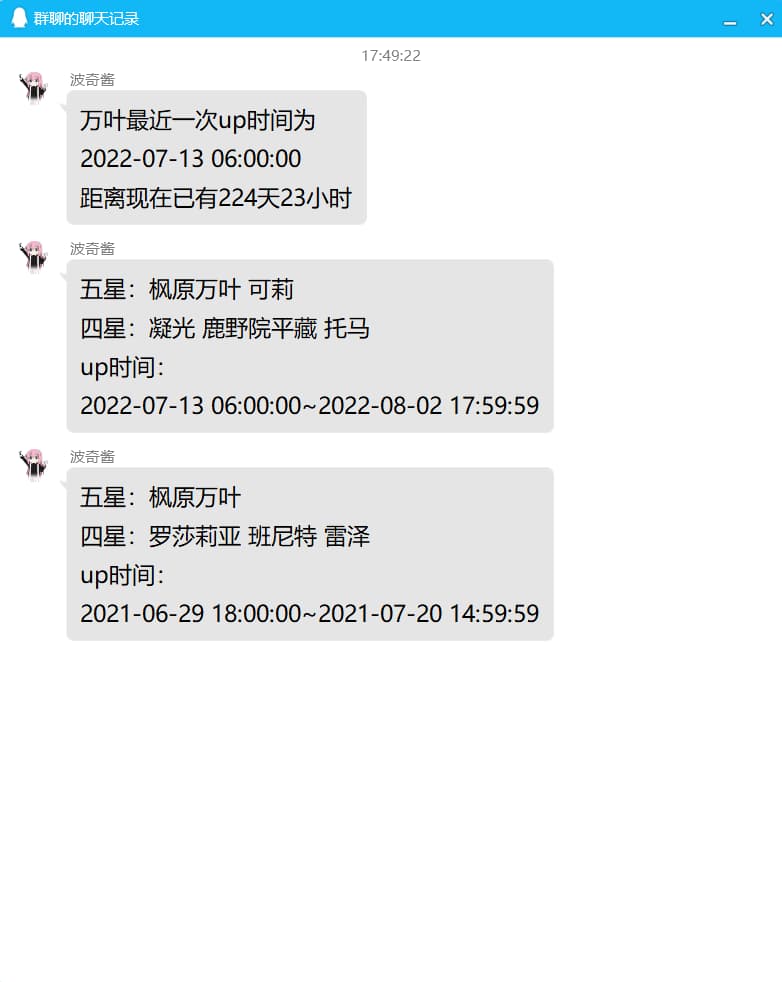 群聊的聊天记录
17:49:22
波奇酱
万叶最近一次up时间为
2022-07-13 06:00:00
距离现在已有224天23小时
波奇酱
五星：枫原万叶 可莉
四星：凝光 鹿野院平藏 托马
up时间：
2022-07-13 06:00:00~2022-08-02 17:59:59
波奇酱
五星：枫原万叶
四星：罗莎莉亚 班尼特 雷泽
up时间：
2021-06-29 18:00:00~2021-07-20 14:59:59